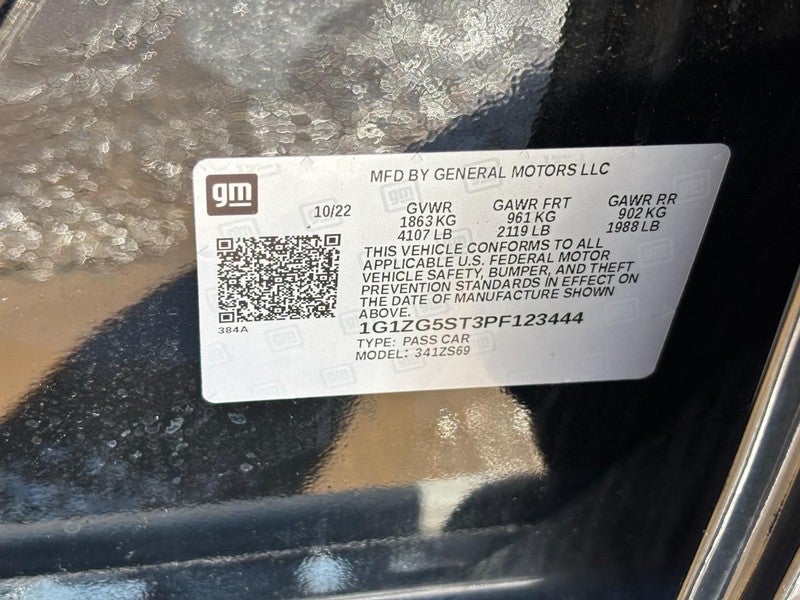 MFD BY GENERAL MOTORS LLC
gm
10/22
GVWR GAWR FRT GAWR RR
1863 KG 961 KG 902 KG
4107 LB 2119 LB 1988 LB
THIS VEHICLE CONFORMS TO ALL
APPLICABLE U.S. FEDERAL MOTOR
VEHICLE SAFETY, BUMPER, AND THEFT
PREVENTION STANDARDS IN EFFECT ON
THE DATE OF MANUFACTURE SHOWN
ABOVE.
384A
1G1ZG5ST3PF123444
TYPE: PASS CAR
MODEL: 341ZS69